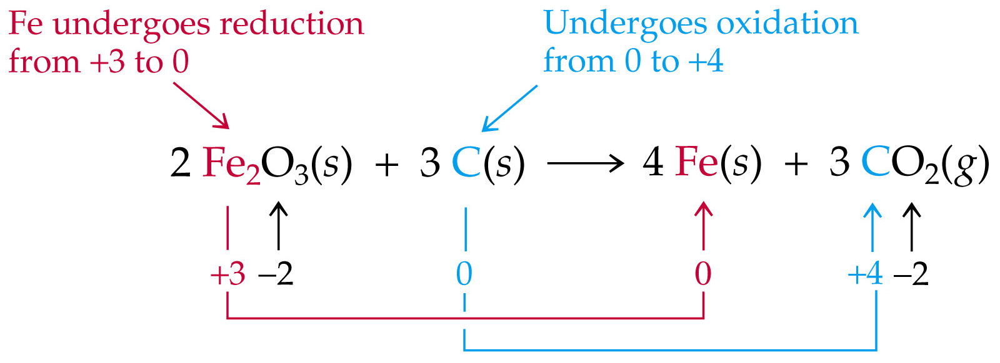 Fe undergoes reduction
from +3 to 0
Undergoes oxidation
from 0 to +4
2 Fe₂O₃(s) + 3 C(s) ⟶ 4 Fe(s) + 3 CO₂(g)
+3 –2 0 0 +4 –2